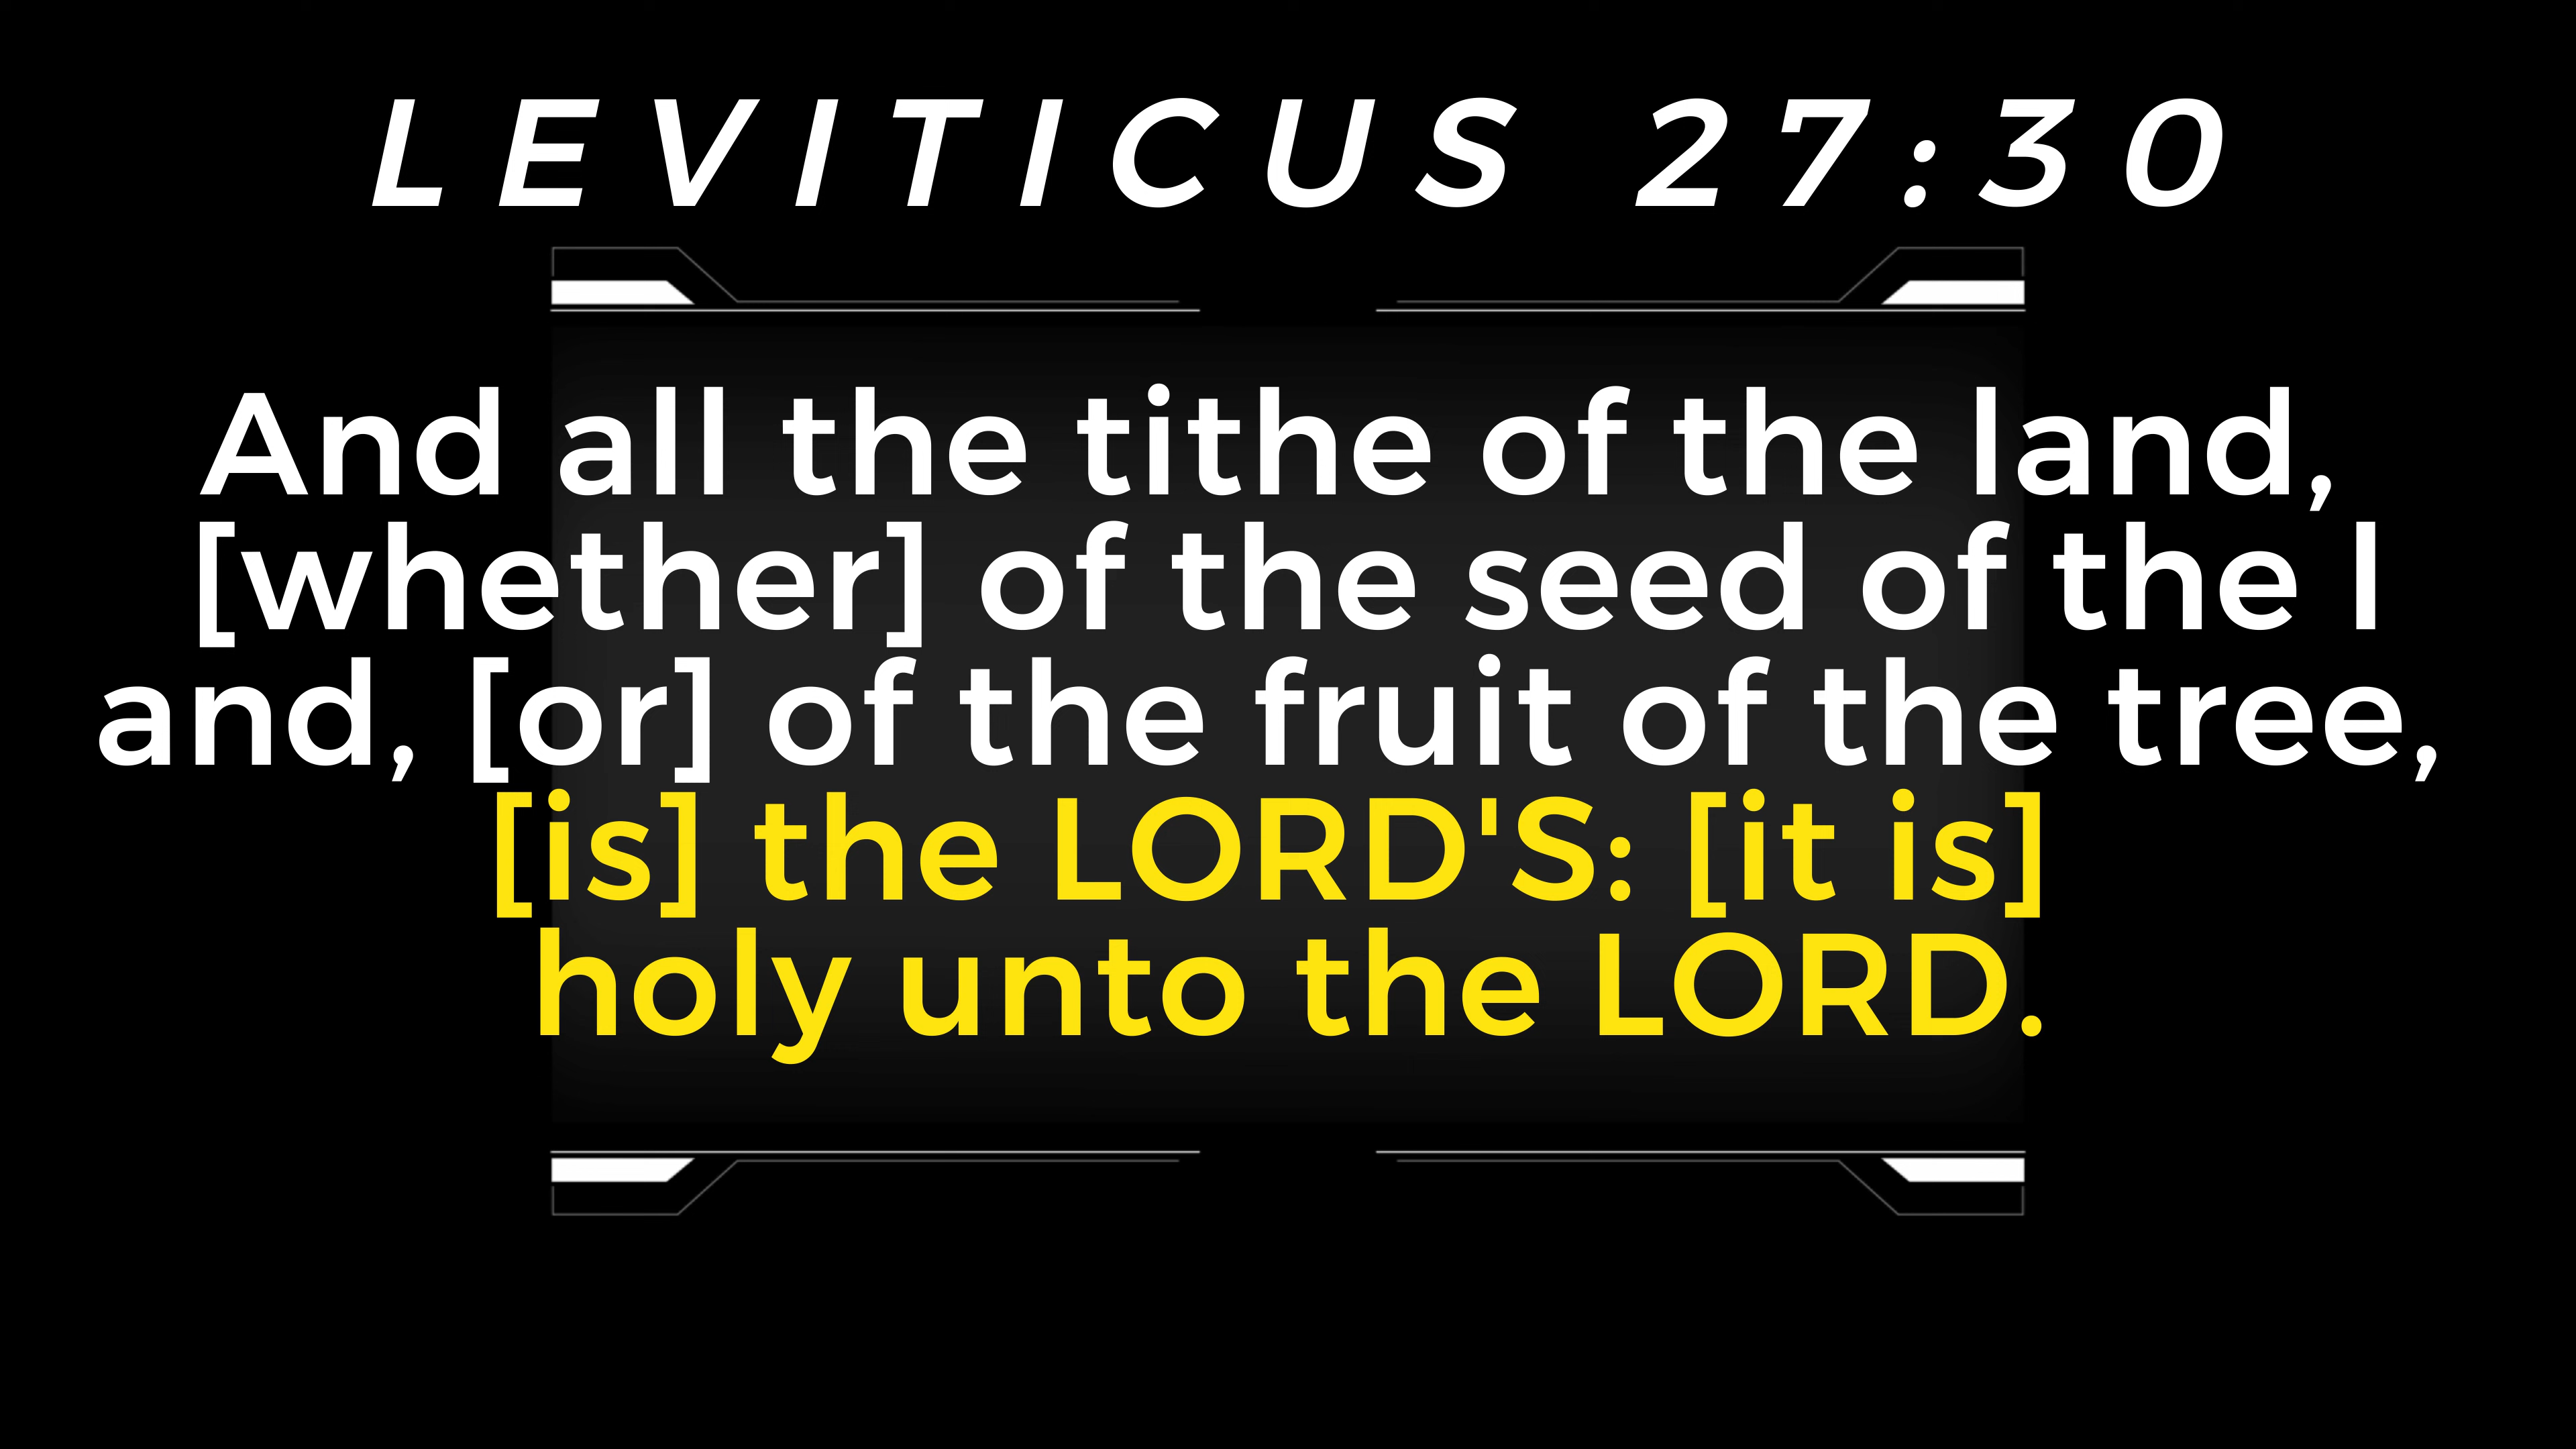 LEVITICUS 27:30
And all the tithe of the land,
[whether] of the seed of the l
and, [or] of the fruit of the tree,
[is] the LORD'S: [it is]
holy unto the LORD.